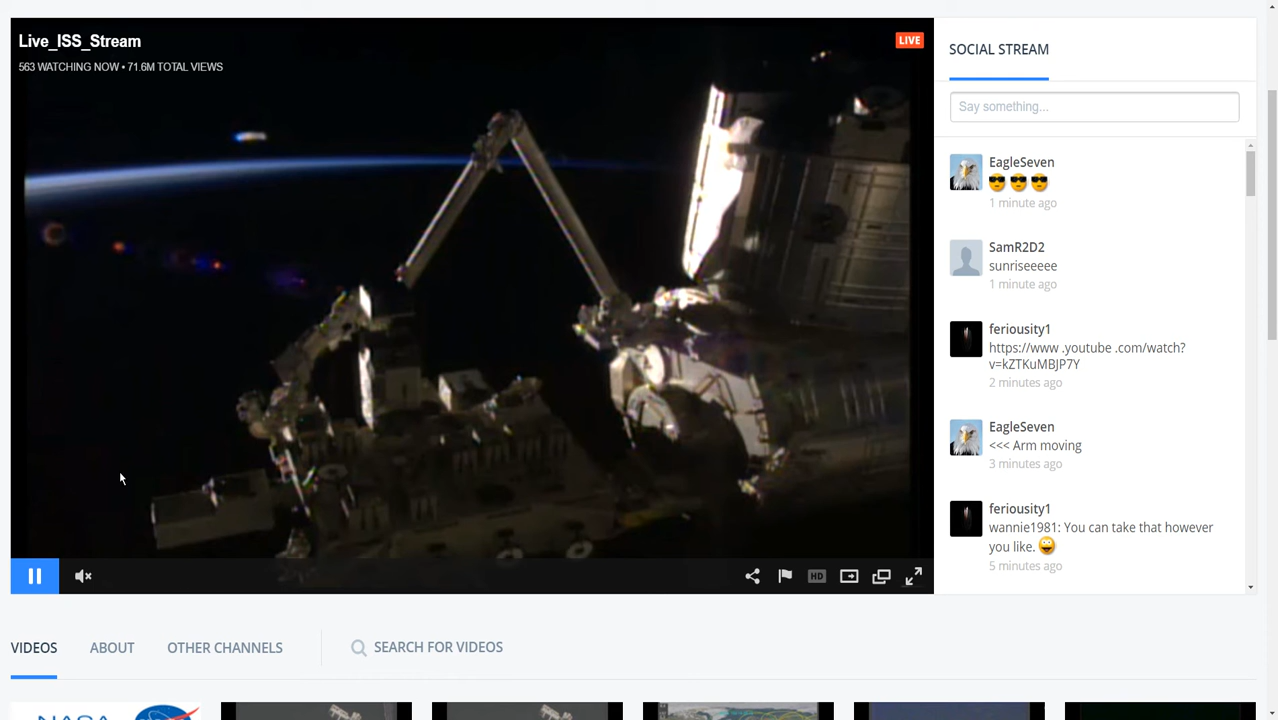 Live_ISS_Stream
563 WATCHING NOW • 71.6M TOTAL VIEWS
LIVE
SOCIAL STREAM
Say something...
EagleSeven
😎 😎 😎
1 minute ago
SamR2D2
sunriseeeee
1 minute ago
feriousity1
https://www .youtube .com/watch?
v=kZTKuMBJP7Y
2 minutes ago
EagleSeven
<<< Arm moving
3 minutes ago
feriousity1
wannie1981: You can take that however
you like. 😀
5 minutes ago
HD
VIDEOS
ABOUT
OTHER CHANNELS
SEARCH FOR VIDEOS
NASA